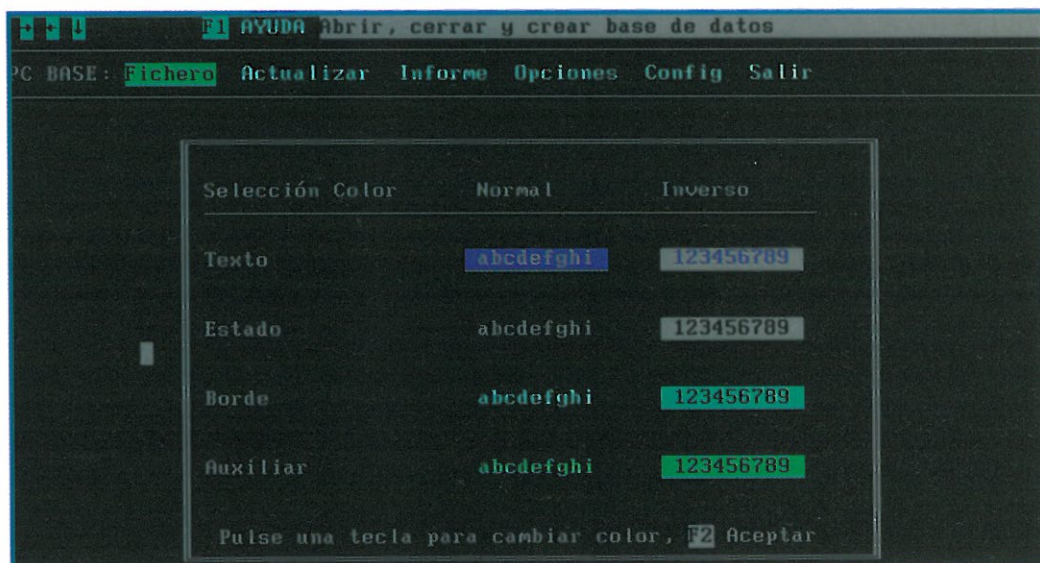 → ← ↓ F1 AYUDA Abrir, cerrar y crear base de datos
PC BASE: Fichero Actualizar Informe Opciones Config Salir
Selección Color Normal Inverso
Texto abcdefghi 123456789
Estado abcdefghi 123456789
Borde abcdefghi 123456789
Auxiliar abcdefghi 123456789
Pulse una tecla para cambiar color, F2 Aceptar